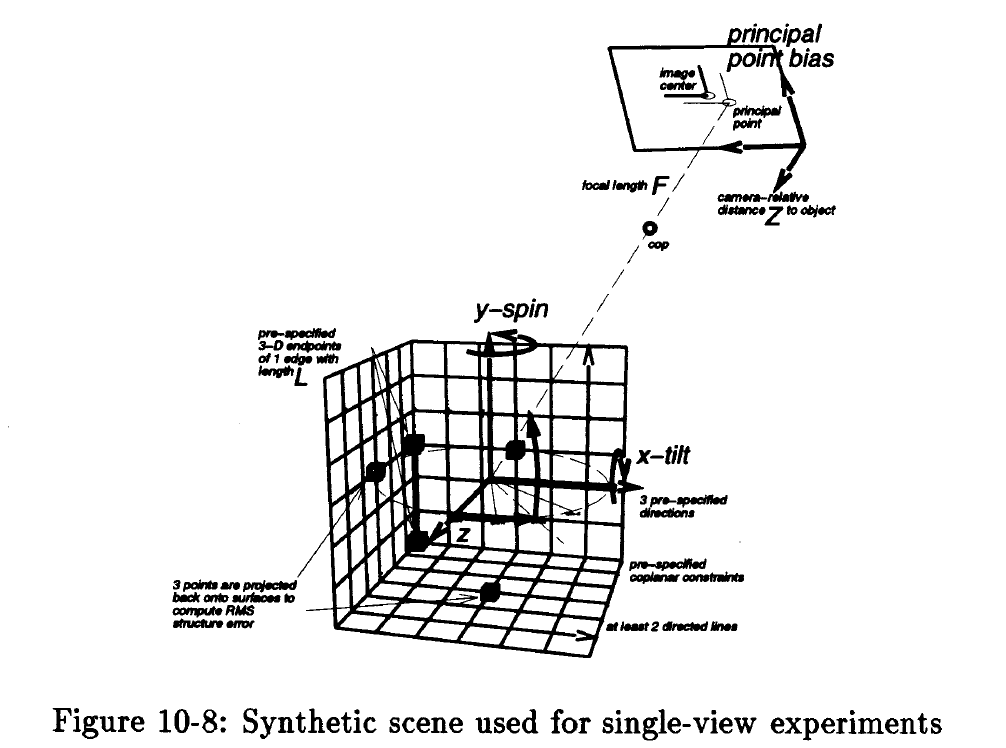 principal
point bias
image
center
principal
point
focal length F
camera-relative
distance Z to object
cop
y-spin
pre-specified
3-D endpoints
of 1 edge with
length L
x-tilt
3 pre-specified
directions
z
pre-specified
coplanar constraints
3 points are projected
back onto surfaces to
compute RMS
structure error
at least 2 directed lines
Figure 10-8: Synthetic scene used for single-view experiments